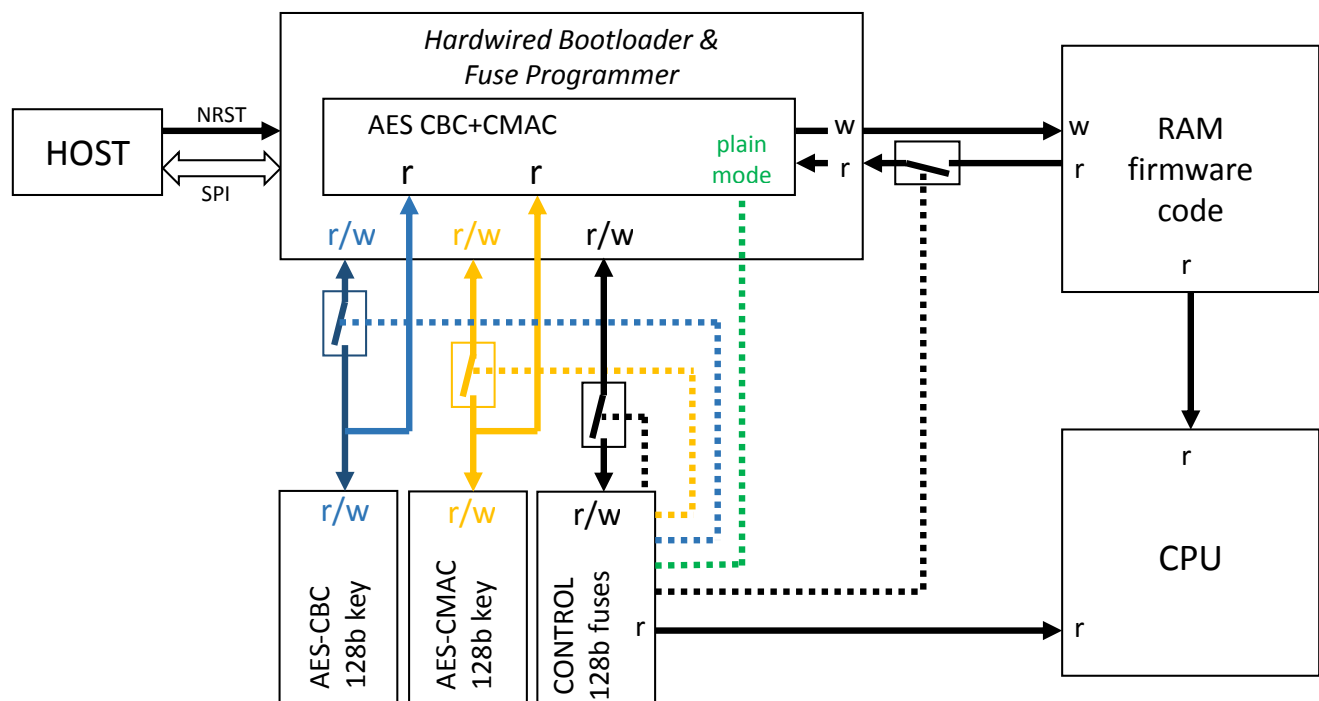 Hardwired Bootloader &
Fuse Programmer
NRST
HOST
SPI
AES CBC+CMAC
plain
mode
r
r
w
r
w
r
RAM
firmware
code
r
r/w
r/w
r/w
r/w
r/w
r/w
AES-CBC
128b key
AES-CMAC
128b key
CONTROL
128b fuses
r
r
CPU
r